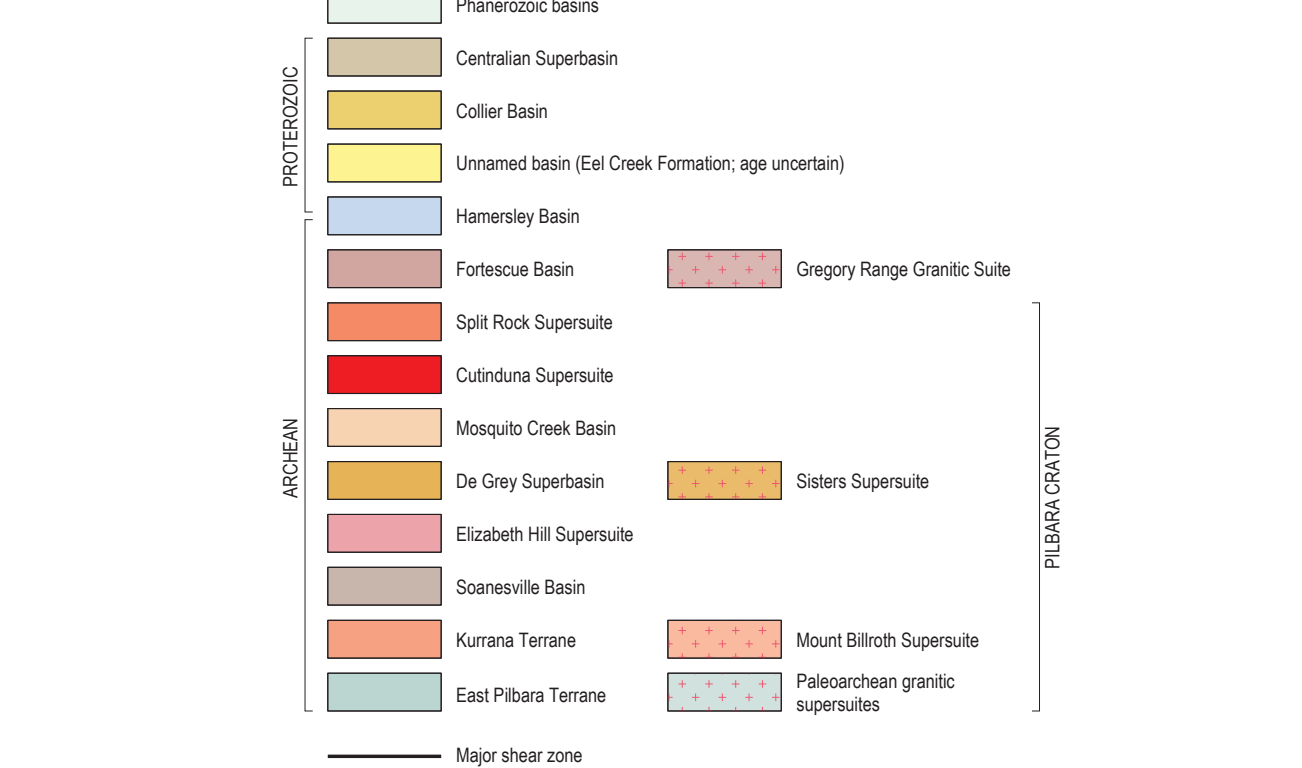 Phanerozoic basins
PROTEROZOIC
Centralian Superbasin
Collier Basin
Unnamed basin (Eel Creek Formation; age uncertain)
Hamersley Basin
ARCHEAN
Fortescue Basin
Gregory Range Granitic Suite
Split Rock Supersuite
Cutinduna Supersuite
Mosquito Creek Basin
De Grey Superbasin
Sisters Supersuite
PILBARA CRATON
Elizabeth Hill Supersuite
Soanesville Basin
Kurrana Terrane
Mount Billroth Supersuite
East Pilbara Terrane
Paleoarchean granitic
supersuites
Major shear zone